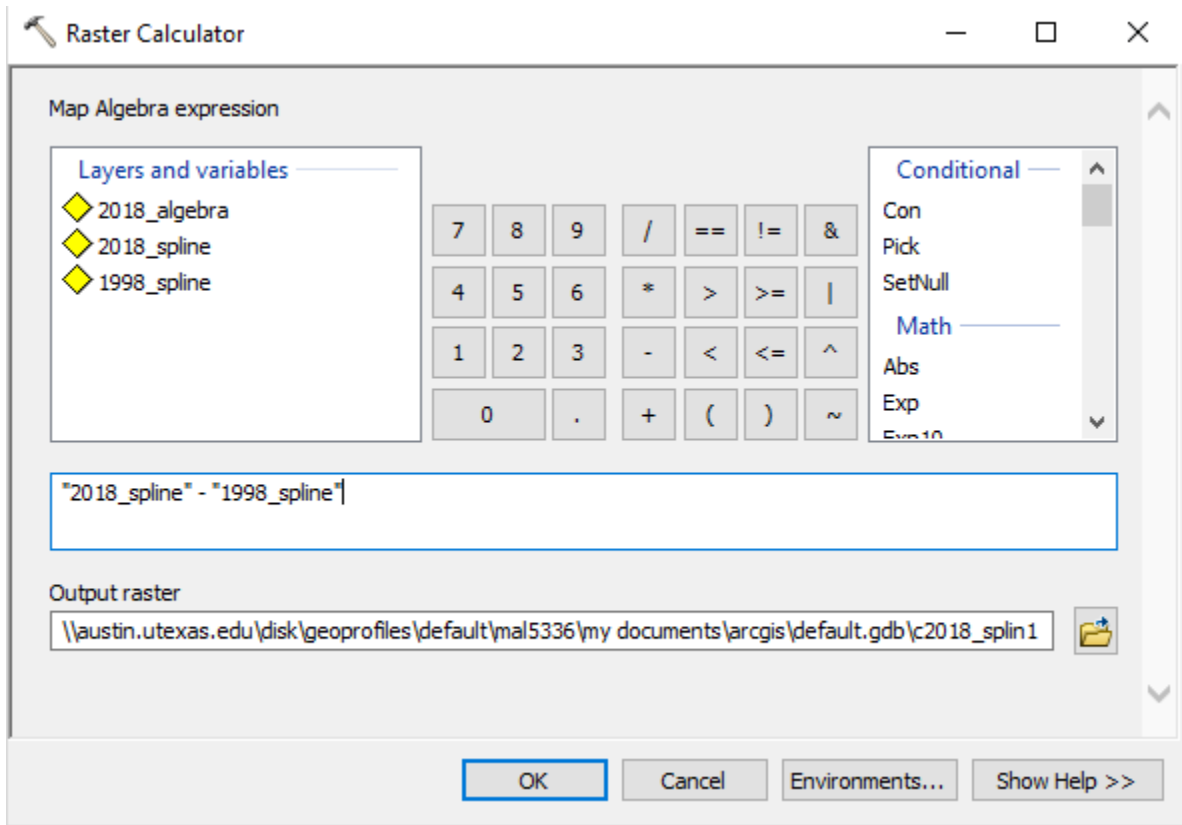 Raster Calculator
Map Algebra expression
Layers and variables
2018_algebra
2018_spline
1998_spline
7 8 9 / == != &
4 5 6 * > >= |
1 2 3 - < <= ^
0 . + ( ) ~
Conditional
Con
Pick
SetNull
Math
Abs
Exp
Exp10
"2018_spline" - "1998_spline"
Output raster
\\austin.utexas.edu\disk\geoprofiles\default\mal5336\my documents\arcgis\default.gdb\c2018_splin1
OK Cancel Environments... Show Help >>